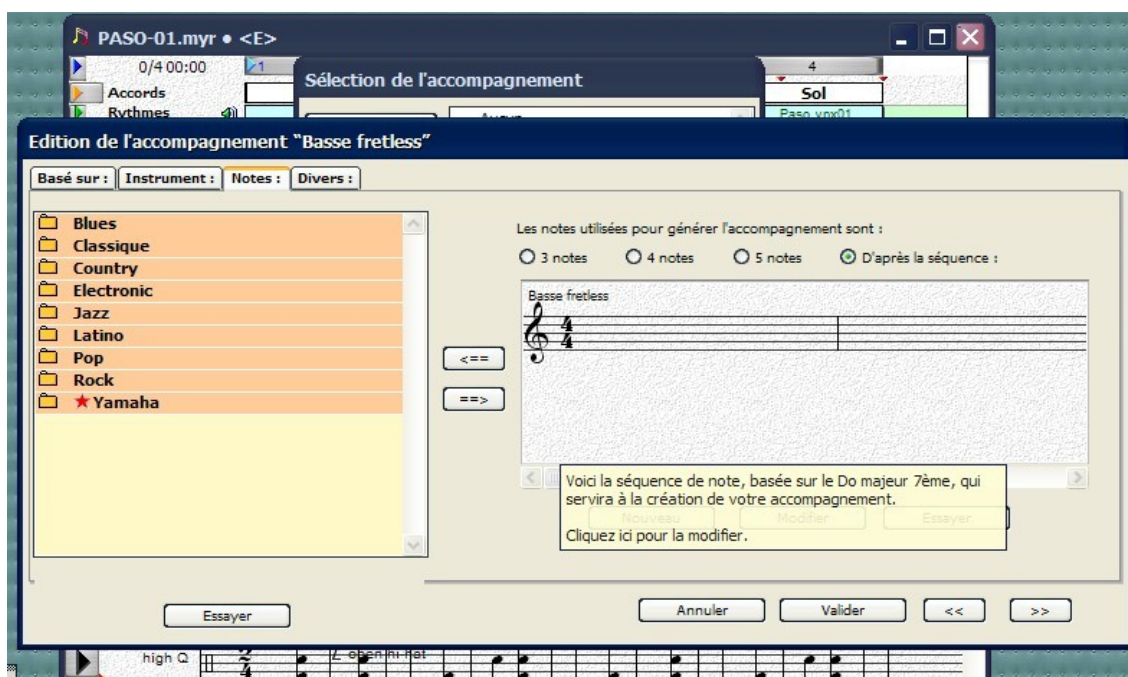 PASO-01.myr • <E>
0/4 00:00
1
4
Sélection de l'accompagnement
Accords
Sol
Rythmes
Paso vnx01
Edition de l'accompagnement "Basse fretless"
Basé sur :
Instrument :
Notes :
Divers :
Blues
Classique
Country
Electronic
Jazz
Latino
Pop
Rock
Yamaha
Les notes utilisées pour générer l'accompagnement sont :
3 notes
4 notes
5 notes
D'après la séquence :
Basse fretless
4
4
<==
==>
Voici la séquence de note, basée sur le Do majeur 7ème, qui
servira à la création de votre accompagnement.
Nouveau
Modifier
Essayer
Cliquez ici pour la modifier.
Essayer
Annuler
Valider
<<
>>
high Q